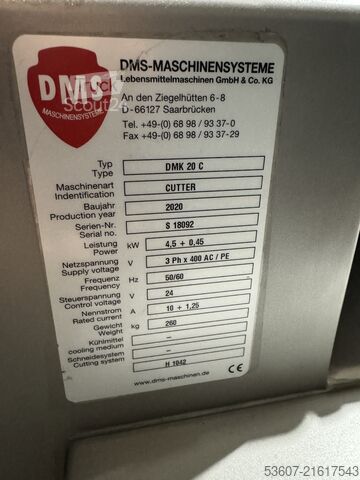 DMS
MASCHINENSYSTEME
DMS-MASCHINENSYSTEME
Lebensmittelmaschinen GmbH & Co. KG
An den Ziegelhütten 6-8
D-66127 Saarbrücken
Tel. +49-(0) 68 98 / 93 37-0
Fax +49-(0) 68 98 / 93 37-29
Typ
Type
DMK 20 C
Maschinenart
Indentification
CUTTER
Baujahr
Production year
2020
Serien-Nr.
Serial no.
S 18092
Leistung
Power
kW
4,5 + 0,45
Netzspannung
Supply voltage
V
3 Ph x 400 AC / PE
Frequenz
Frequency
Hz
50/60
Steuerspannung
Control voltage
V
24
Nennstrom
Rated current
A
10 + 1,25
Gewicht
Weight
kg
260
Kühlmittel
cooling medium
–
–
Schneidesystem
Cutting system
H 1042
www.dms-maschinen.de
CE
53607-21617543